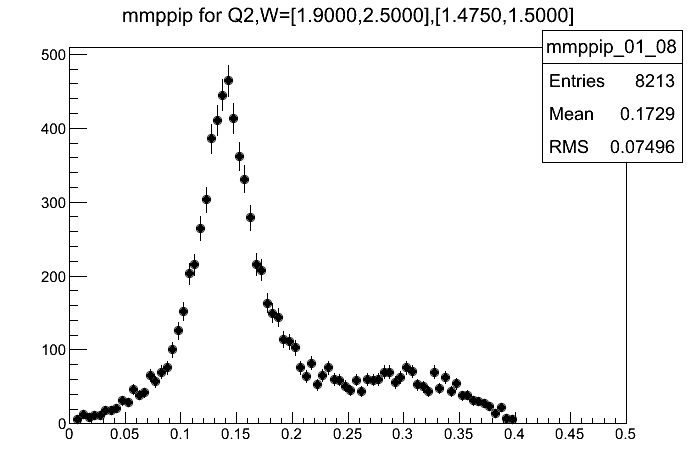 mmppip for Q2,W=[1.9000,2.5000],[1.4750,1.5000]
mmppip_01_08
Entries 8213
Mean 0.1729
RMS 0.07496
500
400
300
200
100
0
0 0.05 0.1 0.15 0.2 0.25 0.3 0.35 0.4 0.45 0.5